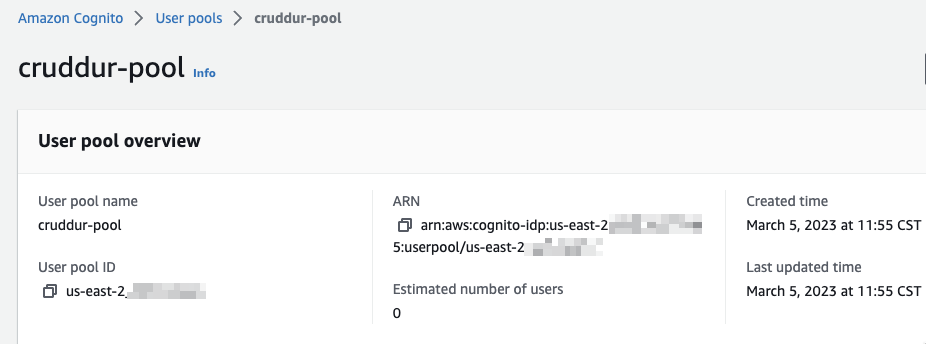 Amazon Cognito > User pools > cruddur-pool
cruddur-pool Info
User pool overview
User pool name
cruddur-pool
User pool ID
us-east-2_
ARN
arn:aws:cognito-idp:us-east-2
5:userpool/us-east-2
Estimated number of users
0
Created time
March 5, 2023 at 11:55 CST
Last updated time
March 5, 2023 at 11:55 CST